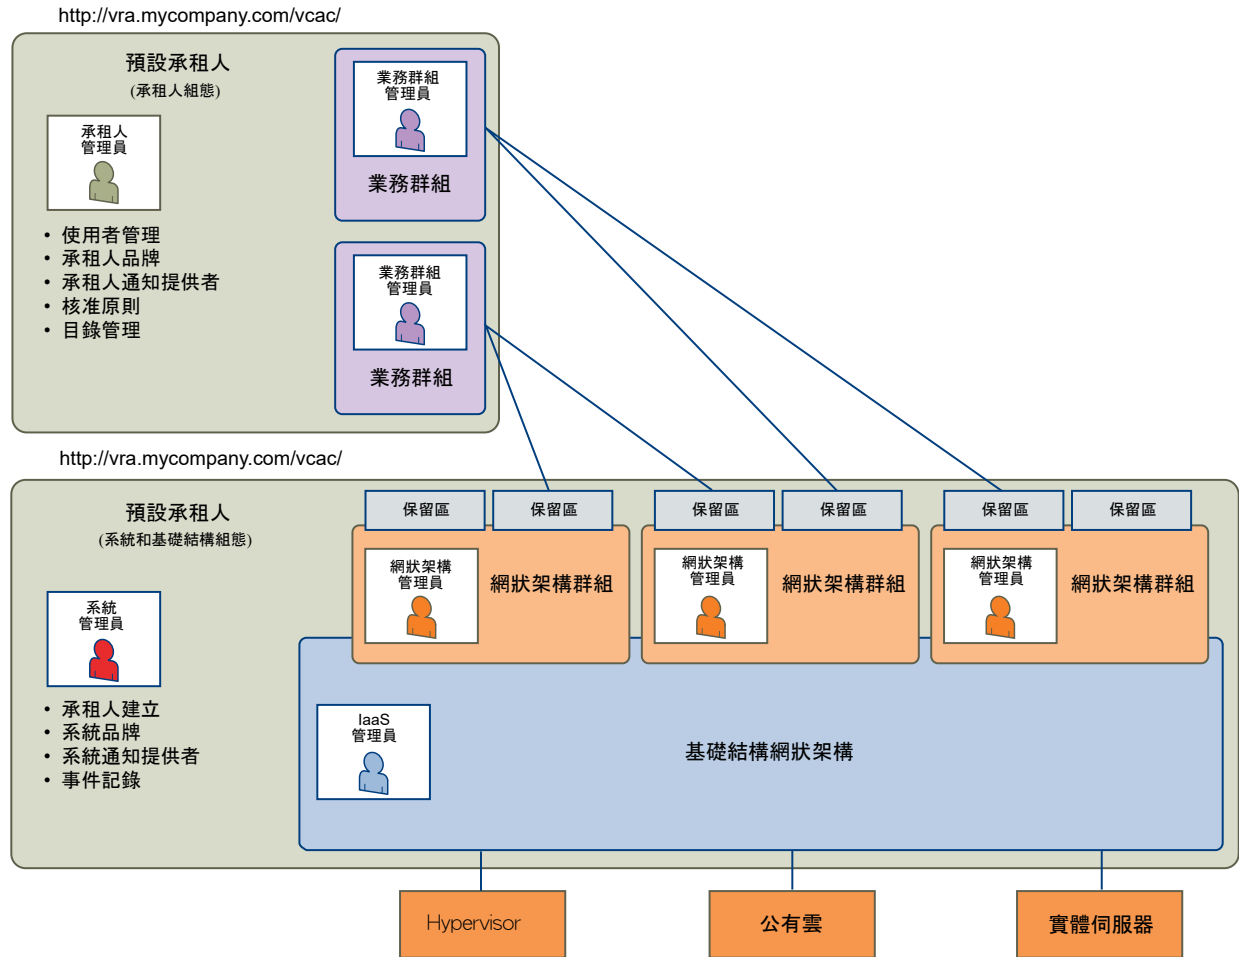 http://vra.mycompany.com/vcac/
預設承租人
(承租人組態)
承租人
管理員
• 使用者管理
• 承租人品牌
• 承租人通知提供者
• 核准原則
• 目錄管理
業務群組
管理員
業務群組
業務群組
管理員
業務群組
http://vra.mycompany.com/vcac/
預設承租人
(系統和基礎結構組態)
系統
管理員
• 承租人建立
• 系統品牌
• 系統通知提供者
• 事件記錄
保留區
保留區
保留區
保留區
保留區
保留區
網狀架構
管理員
網狀架構群組
網狀架構
管理員
網狀架構群組
網狀架構
管理員
網狀架構群組
IaaS
管理員
基礎結構網狀架構
Hypervisor
公有雲
實體伺服器